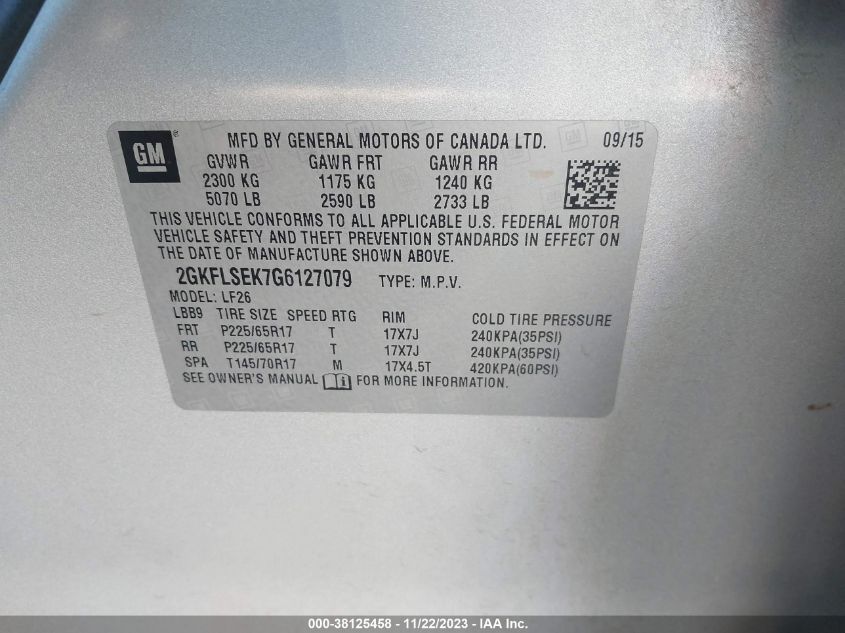 GM ® MFD BY GENERAL MOTORS OF CANADA LTD. 09/15
GVWR GAWR FRT GAWR RR
2300 KG 1175 KG 1240 KG
5070 LB 2590 LB 2733 LB
THIS VEHICLE CONFORMS TO ALL APPLICABLE U.S. FEDERAL MOTOR
VEHICLE SAFETY AND THEFT PREVENTION STANDARDS IN EFFECT ON
THE DATE OF MANUFACTURE SHOWN ABOVE.
2GKFLSEK7G6127079 TYPE: M.P.V.
MODEL: LF26
LBB9 TIRE SIZE SPEED RTG RIM COLD TIRE PRESSURE
FRT P225/65R17 T 17X7J 240KPA(35PSI)
RR P225/65R17 T 17X7J 240KPA(35PSI)
SPA T145/70R17 M 17X4.5T 420KPA(60PSI)
SEE OWNER'S MANUAL FOR MORE INFORMATION.
000-38125458 - 11/22/2023 - IAA Inc.